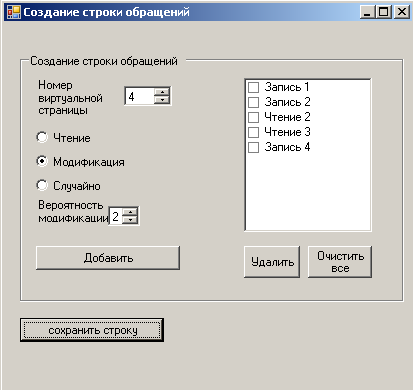 Создание строки обращений
Создание строки обращений
Номер
виртуальной
страницы
4
Чтение
Модификация
Случайно
Вероятность
модификации
2
Добавить
Запись 1
Запись 2
Чтение 2
Чтение 3
Запись 4
Удалить
Очистить
все
сохранить строку